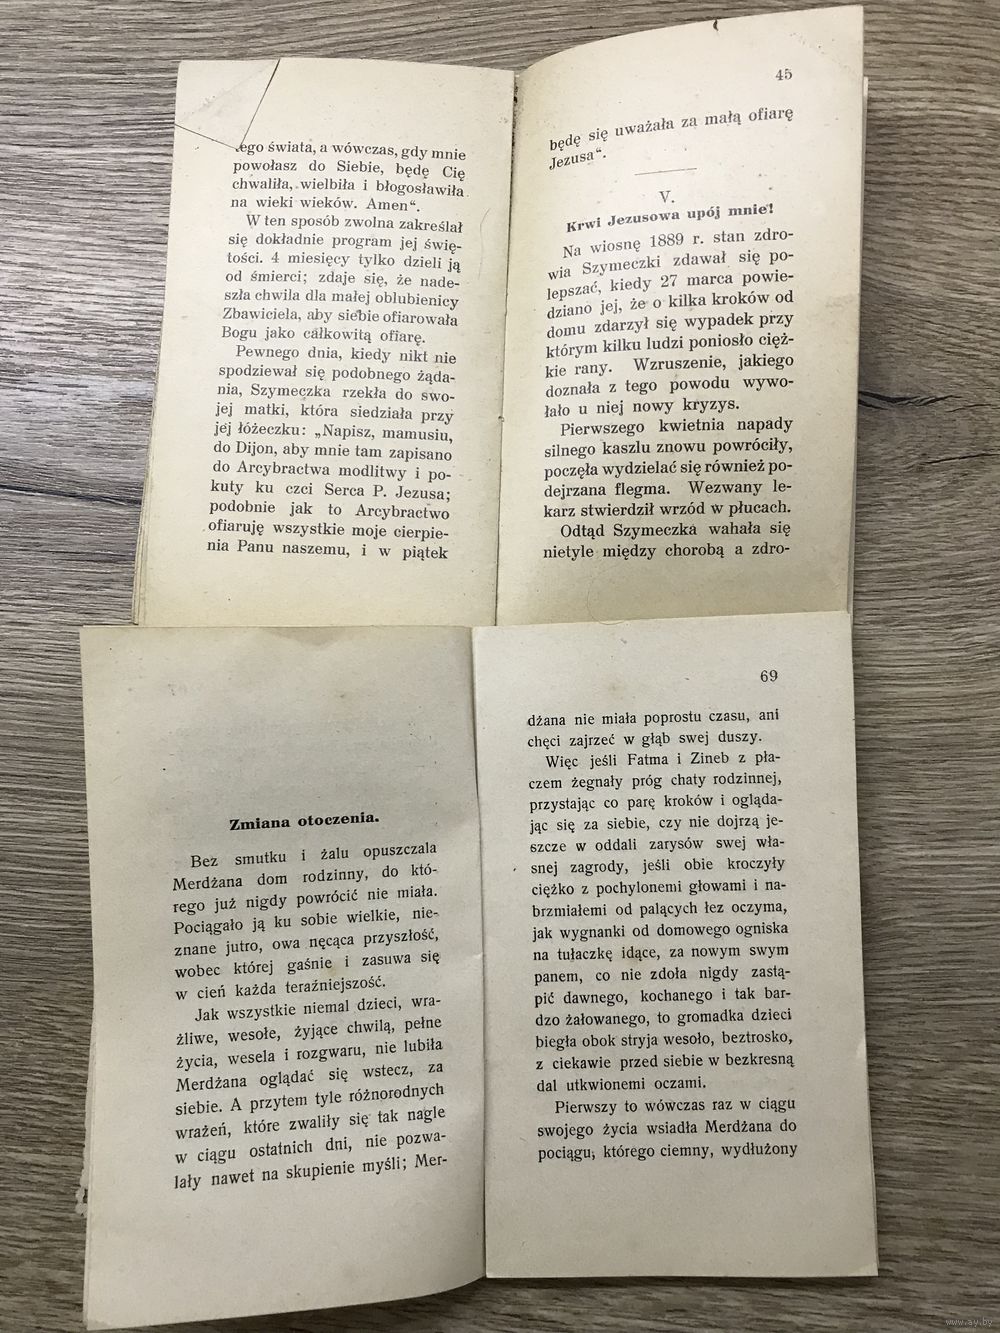 tego świata, a wówczas, gdy mnie
powołasz do Siebie, będę Cię
chwaliła, wielbiła i błogosławiła
na wieki wieków. Amen“.
W ten sposób zwolna zakreślał
się dokładnie program jej świę-
tości. 4 miesięcy tylko dzieli ją
od śmierci; zdaje się, że nade-
szła chwila dla małej oblubienicy
Zbawiciela, aby siebie ofiarowała
Bogu jako całkowitą ofiarę.
Pewnego dnia, kiedy nikt nie
spodziewał się podobnego żąda-
nia, Szymeczka rzekła do swo-
jej matki, która siedziała przy
jej łóżeczku: „Napisz, mamusiu,
do Dijon, aby mnie tam zapisano
do Arcybractwa modlitwy i po-
kuty ku czci Serca P. Jezusa;
podobnie jak to Arcybractwo
ofiaruję wszystkie moje cierpie-
nia Panu naszemu, i w piątek
45
będę się uważała za małą ofiarę
Jezusa“.
V.
Krwi Jezusowa upój mnie!
Na wiosnę 1889 r. stan zdro-
wia Szymeczki zdawał się po-
lepszać, kiedy 27 marca powie-
dziano jej, że o kilka kroków od
domu zdarzył się wypadek przy
którym kilku ludzi poniosło cięż-
kie rany. Wzruszenie, jakiego
doznała z tego powodu wywo-
łało u niej nowy kryzys.
Pierwszego kwietnia napady
silnego kaszlu znowu powróciły,
poczęła wydzielać się również po-
dejrzana flegma. Wezwany le-
karz stwierdził wrzód w płucach.
Odtąd Szymeczka wahała się
nietyle między chorobą a zdro-
Zmiana otoczenia.
Bez smutku i żalu opuszczala
Merdżana dom rodzinny, do któ-
rego już nigdy powrócić nie miała.
Pociągało ją ku sobie wielkie, nie-
znane jutro, owa nęcąca przyszłość,
wobec której gaśnie i zasuwa się
w cień każda teraźniejszość.
Jak wszystkie niemal dzieci, wra-
żliwe, wesołe, żyjące chwilą, pełne
życia, wesela i rozgwaru, nie lubiła
Merdżana oglądać się wstecz, za
siebie. A przytem tyle różnorodnych
wrażeń, które zwaliły się tak nagle
w ciągu ostatnich dni, nie pozwa-
lały nawet na skupienie myśli; Mer-
69
dżana nie miała poprostu czasu, ani
chęci zajrzeć w głąb swej duszy.
Więc jeśli Fatma i Zineb z pła-
czem żegnały próg chaty rodzinnej,
przystając co parę kroków i ogląda-
jąc się za siebie, czy nie dojrzą je-
szcze w oddali zarysów swej wła-
snej zagrody, jeśli obie kroczyły
ciężko z pochylonemi głowami i na-
brzmiałemi od palących łez oczyma,
jak wygnanki od domowego ogniska
na tułaczkę idące, za nowym swym
panem, co nie zdoła nigdy zastą-
pić dawnego, kochanego i tak bar-
dzo żałowanego, to gromadka dzieci
biegła obok stryja wesoło, beztrosko,
z ciekawie przed siebie w bezkresną
dal utkwionemi oczami.
Pierwszy to wówczas raz w ciągu
swojego życia wsiadła Merdżana do
pociągu, którego ciemny, wydłużony
www.ay.by